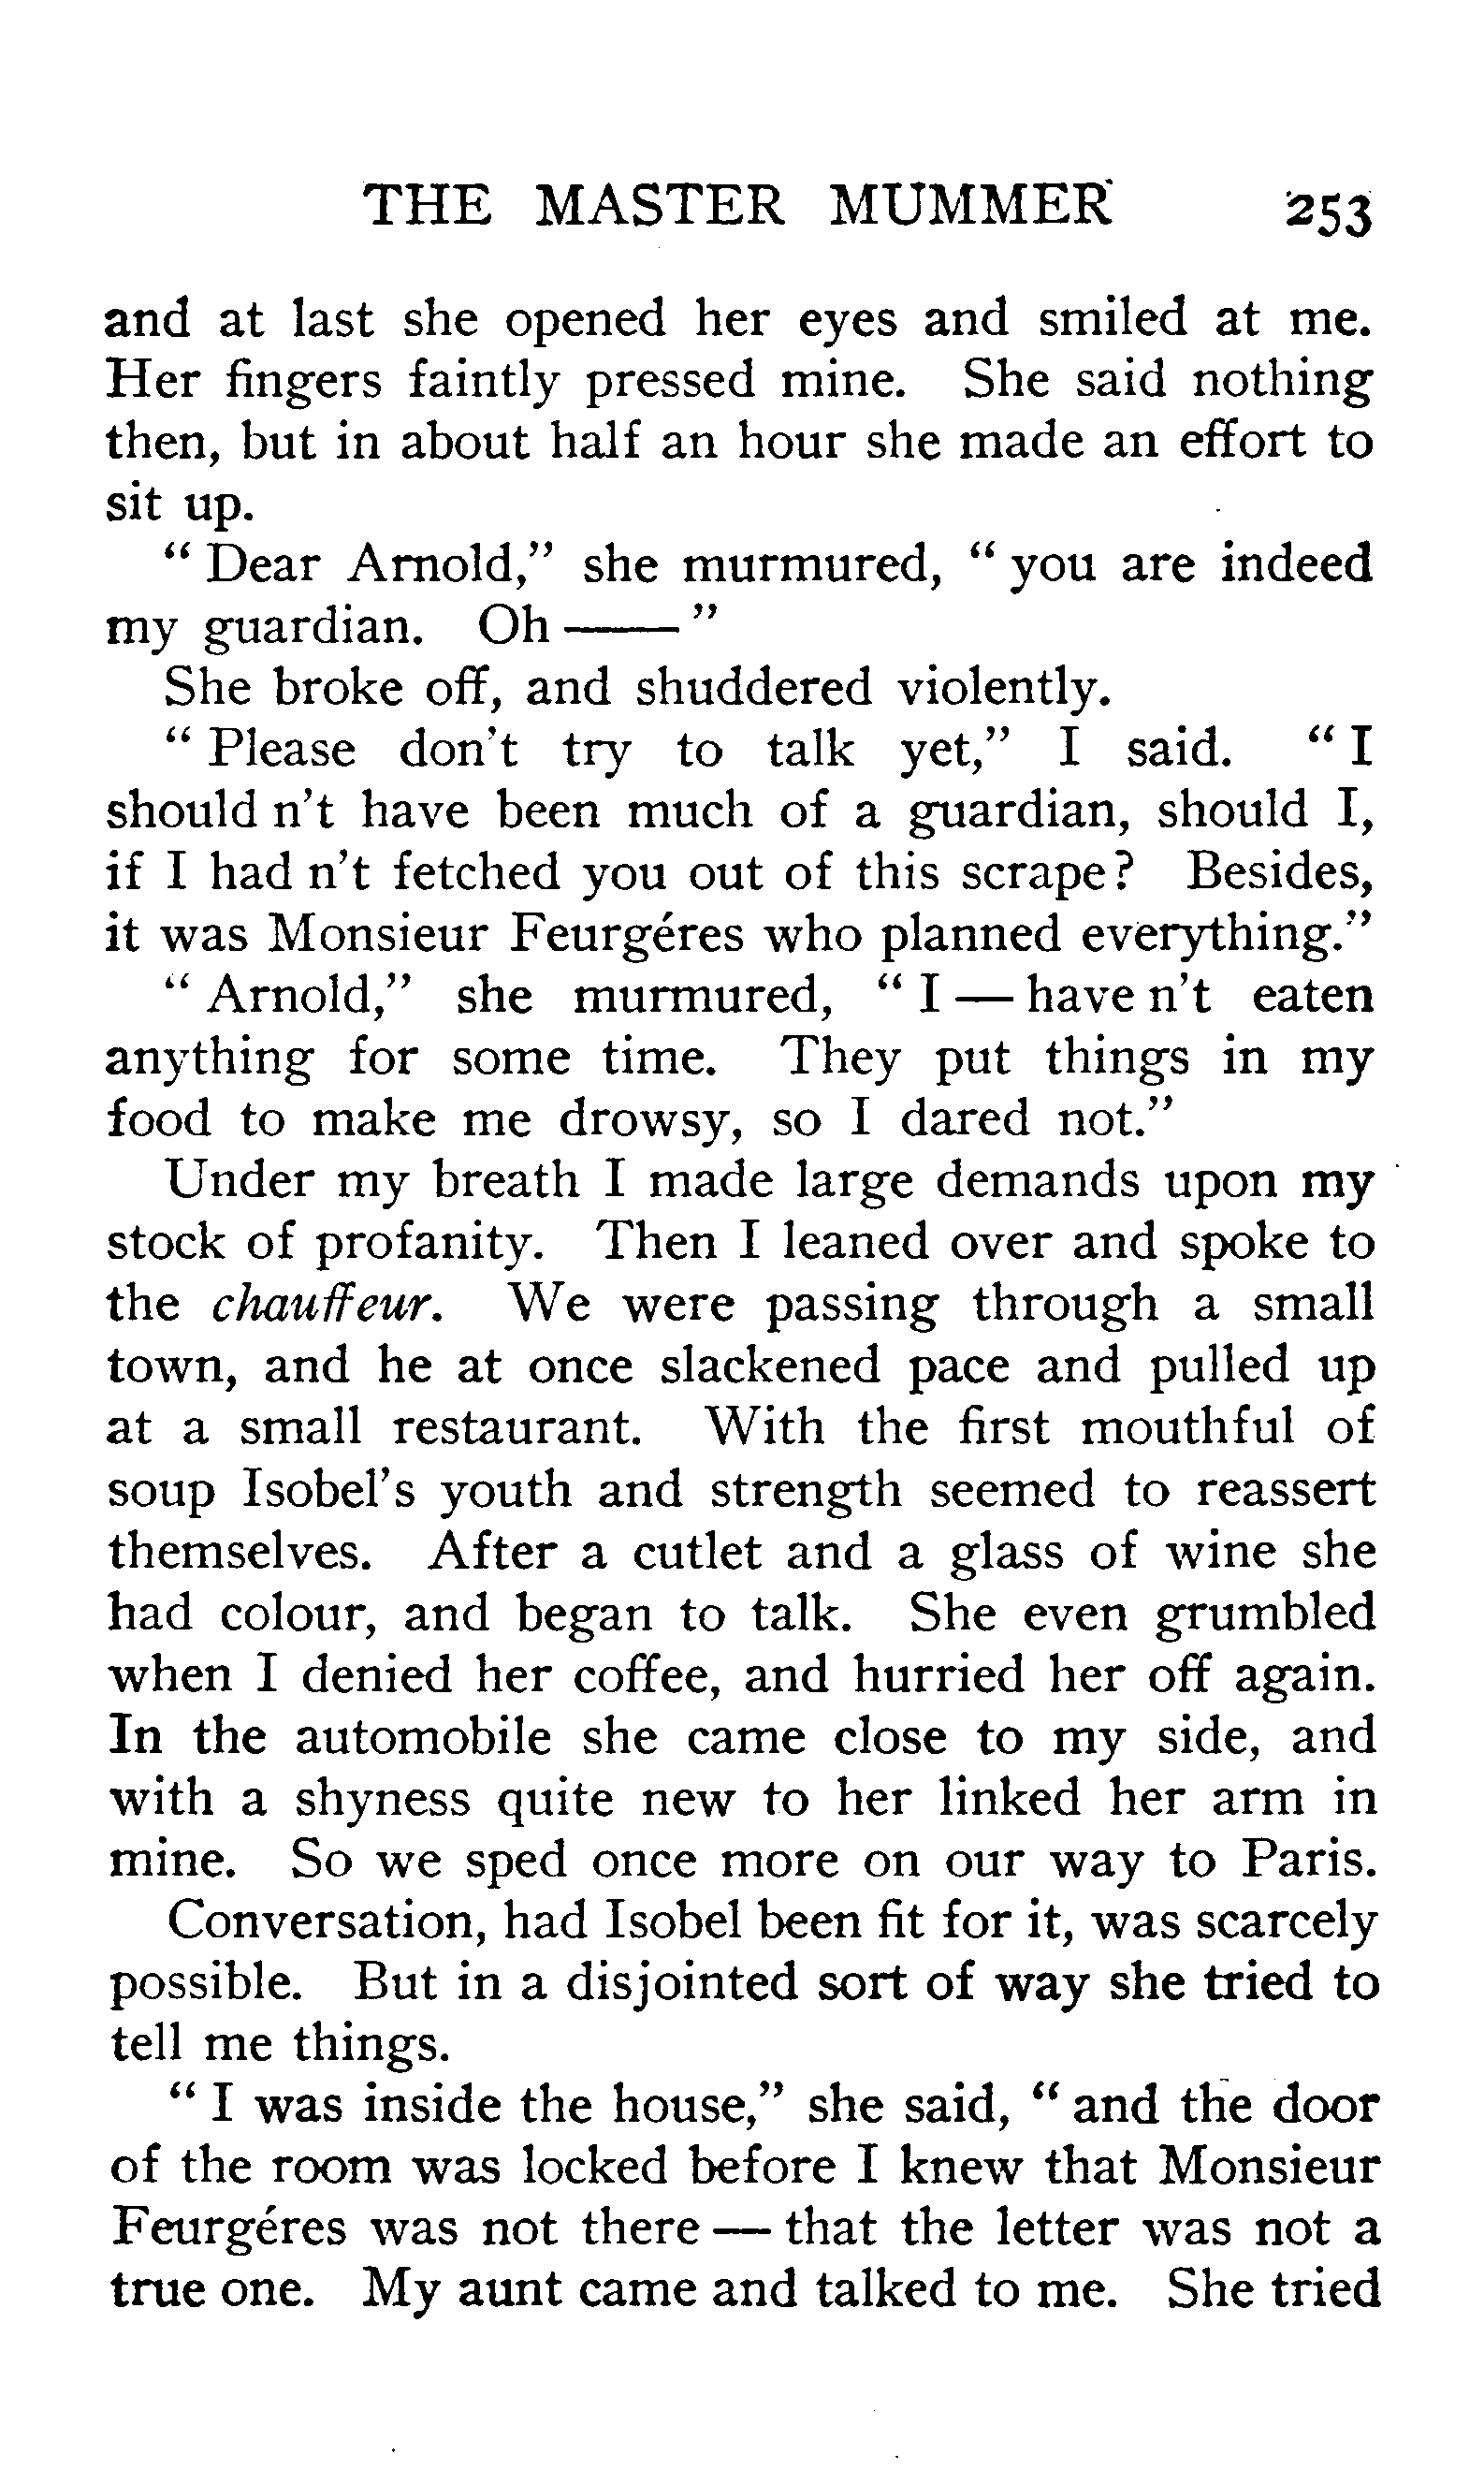 THE MASTER MUMMER 253
and at last she opened her eyes and smiled at me.
Her fingers faintly pressed mine. She said nothing
then, but in about half an hour she made an effort to
sit up.
“ Dear Arnold,” she murmured, “ you are indeed
my guardian. Oh —— ”
She broke off, and shuddered violently.
“ Please don't try to talk yet,” I said. “ I
should n't have been much of a guardian, should I,
if I had n't fetched you out of this scrape? Besides,
it was Monsieur Feurgéres who planned everything.”
“ Arnold,” she murmured, “ I — have n't eaten
anything for some time. They put things in my
food to make me drowsy, so I dared not.”
Under my breath I made large demands upon my
stock of profanity. Then I leaned over and spoke to
the chauffeur. We were passing through a small
town, and he at once slackened pace and pulled up
at a small restaurant. With the first mouthful of
soup Isobel's youth and strength seemed to reassert
themselves. After a cutlet and a glass of wine she
had colour, and began to talk. She even grumbled
when I denied her coffee, and hurried her off again.
In the automobile she came close to my side, and
with a shyness quite new to her linked her arm in
mine. So we sped once more on our way to Paris.
Conversation, had Isobel been fit for it, was scarcely
possible. But in a disjointed sort of way she tried to
tell me things.
“ I was inside the house,” she said, “ and the door
of the room was locked before I knew that Monsieur
Feurgéres was not there — that the letter was not a
true one. My aunt came and talked to me. She tried